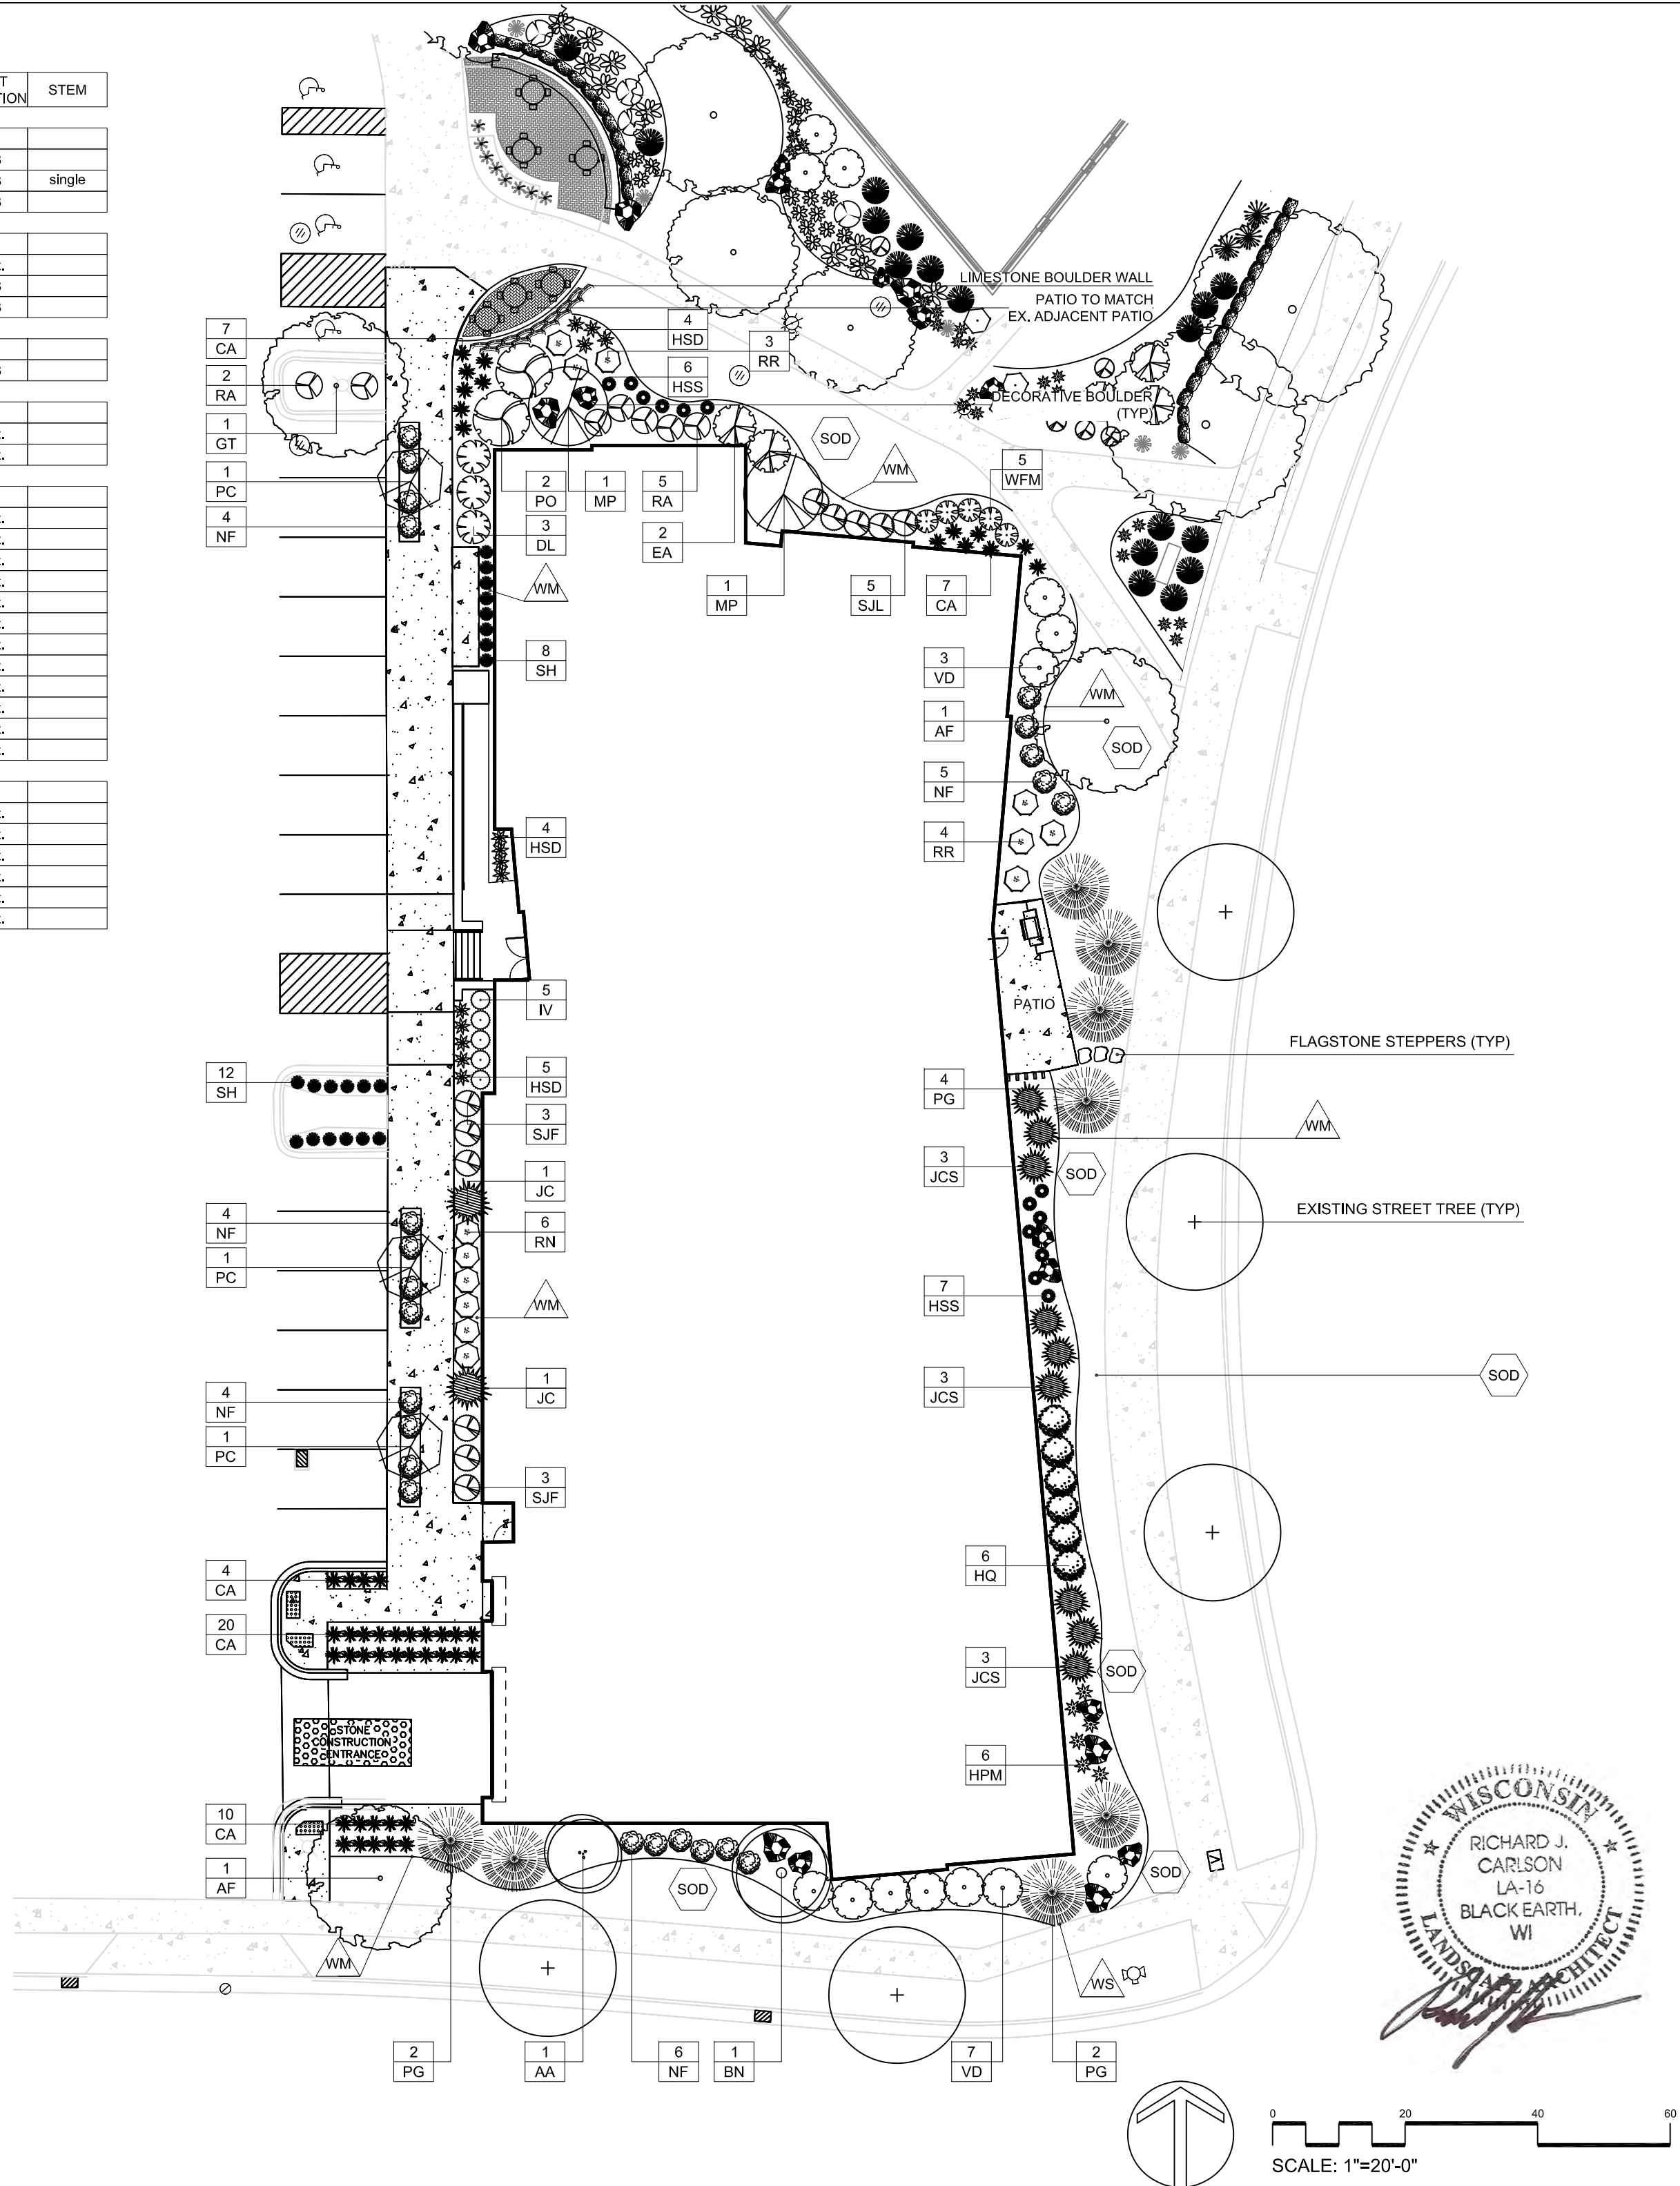 T
TION
STEM
single
LIMESTONE BOULDER WALL
PATIO TO MATCH
EX. ADJACENT PATIO
4
HSD
3
RR
7
CA
6
HSS
2
RA
DECORATIVE BOULDER
(TYP)
1
GT
SOD
WM
5
WFM
1
PC
2
PO
1
MP
5
RA
4
NF
3
DL
2
EA
WM
1
MP
5
SJL
7
CA
8
SH
3
VD
WM
1
AF
SOD
5
NF
4
HSD
4
RR
5
IV
PATIO
FLAGSTONE STEPPERS (TYP)
12
SH
5
HSD
4
PG
3
SJF
WM
3
JCS
SOD
1
JC
4
NF
6
RN
EXISTING STREET TREE (TYP)
1
PC
7
HSS
WM
4
NF
1
JC
3
JCS
SOD
1
PC
3
SJF
6
HQ
4
CA
20
CA
3
JCS
SOD
STONE
CONSTRUCTION
ENTRANCE
6
HPM
10
CA
1
AF
SOD
SOD
WM
WS
2
PG
1
AA
6
NF
1
BN
7
VD
2
PG
WISCONSIN
RICHARD J.
CARLSON
LA-16
BLACK EARTH,
WI
LANDSCAPE ARCHITECT
0 20 40 60
SCALE: 1"=20'-0"